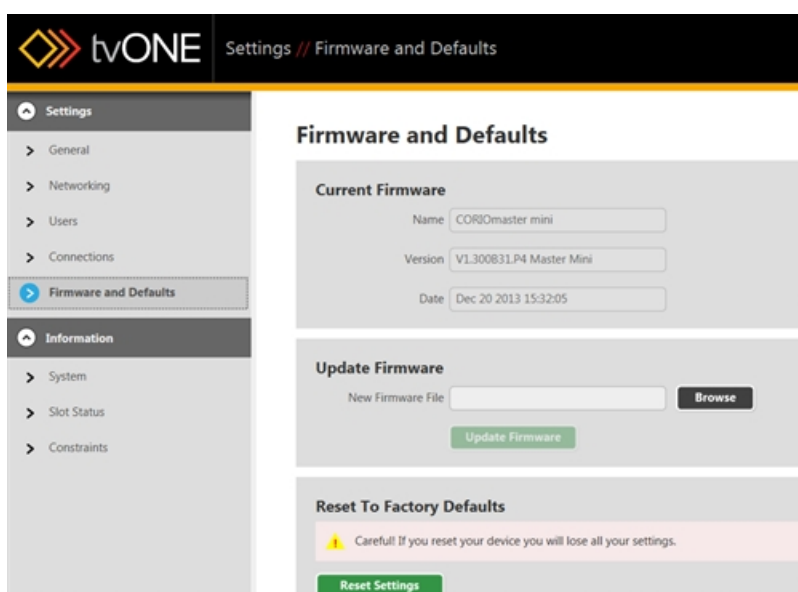 tvONE
Settings // Firmware and Defaults
Settings
General
Networking
Users
Connections
Firmware and Defaults
Information
System
Slot Status
Constraints
Firmware and Defaults
Current Firmware
Name CORIOmaster mini
Version V1.300B31.P4 Master Mini
Date Dec 20 2013 15:32:05
Update Firmware
New Firmware File Browse
Update Firmware
Reset To Factory Defaults
Careful! If you reset your device you will lose all your settings.
Reset Settings